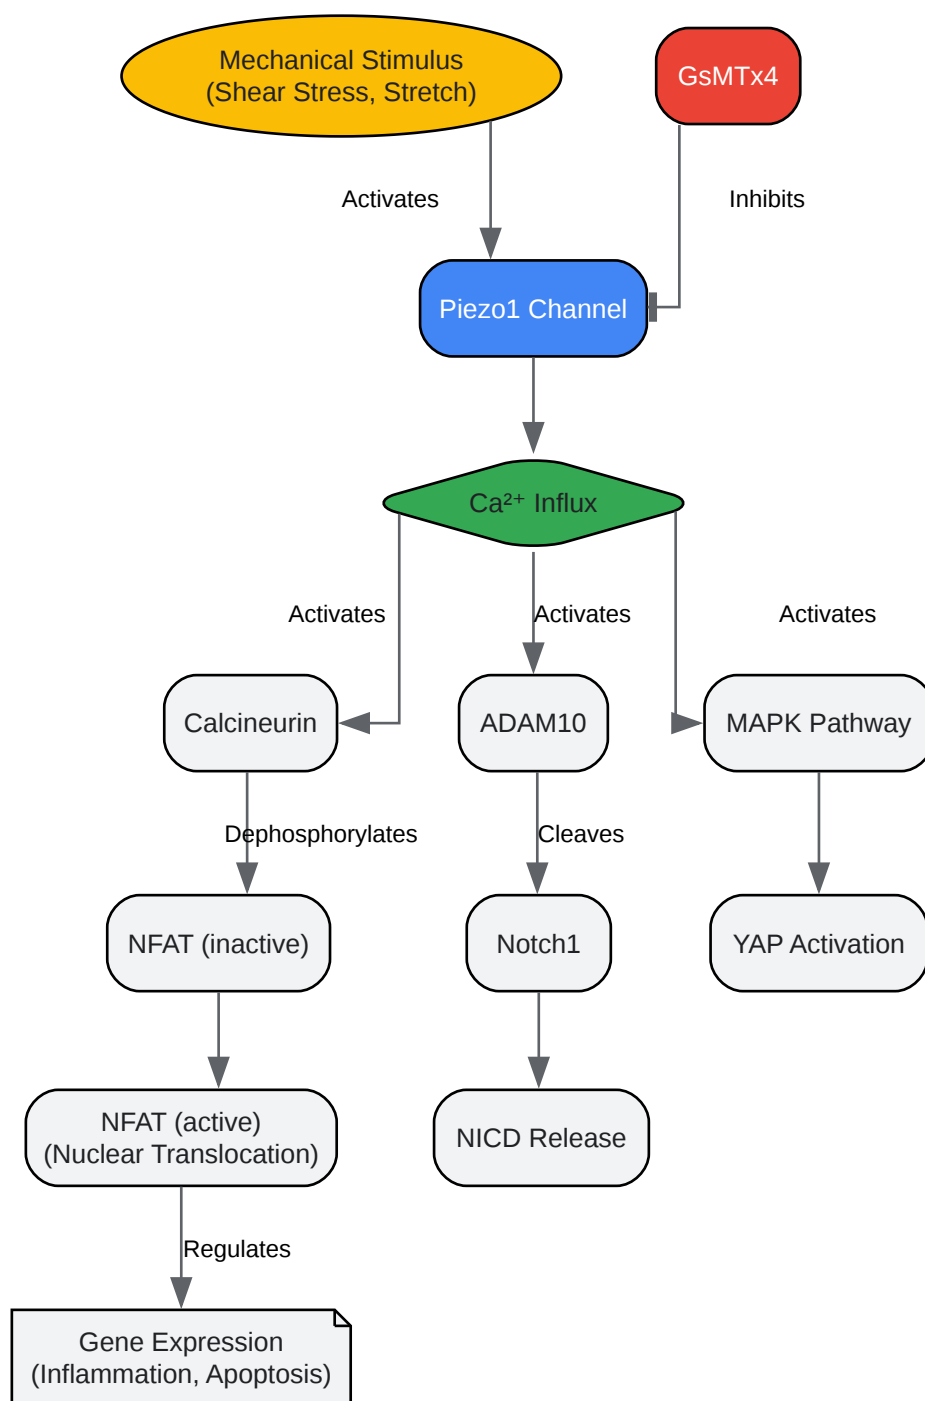 Mechanical Stimulus
(Shear Stress, Stretch)
GsMTx4
Activates
Inhibits
Piezo1 Channel
Ca²⁺ Influx
Activates
Activates
Activates
Calcineurin
ADAM10
MAPK Pathway
Dephosphorylates
Cleaves
NFAT (inactive)
Notch1
YAP Activation
NFAT (active)
(Nuclear Translocation)
NICD Release
Regulates
Gene Expression
(Inflammation, Apoptosis)